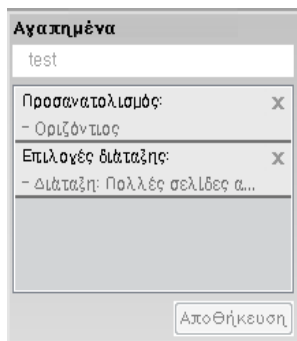 Αγαπημένα
test
Προσανατολισμός:
x
- Οριζόντιος
Επιλογές διάταξης:
x
- Διάταξη: Πολλές σελίδες α...
Αποθήκευση